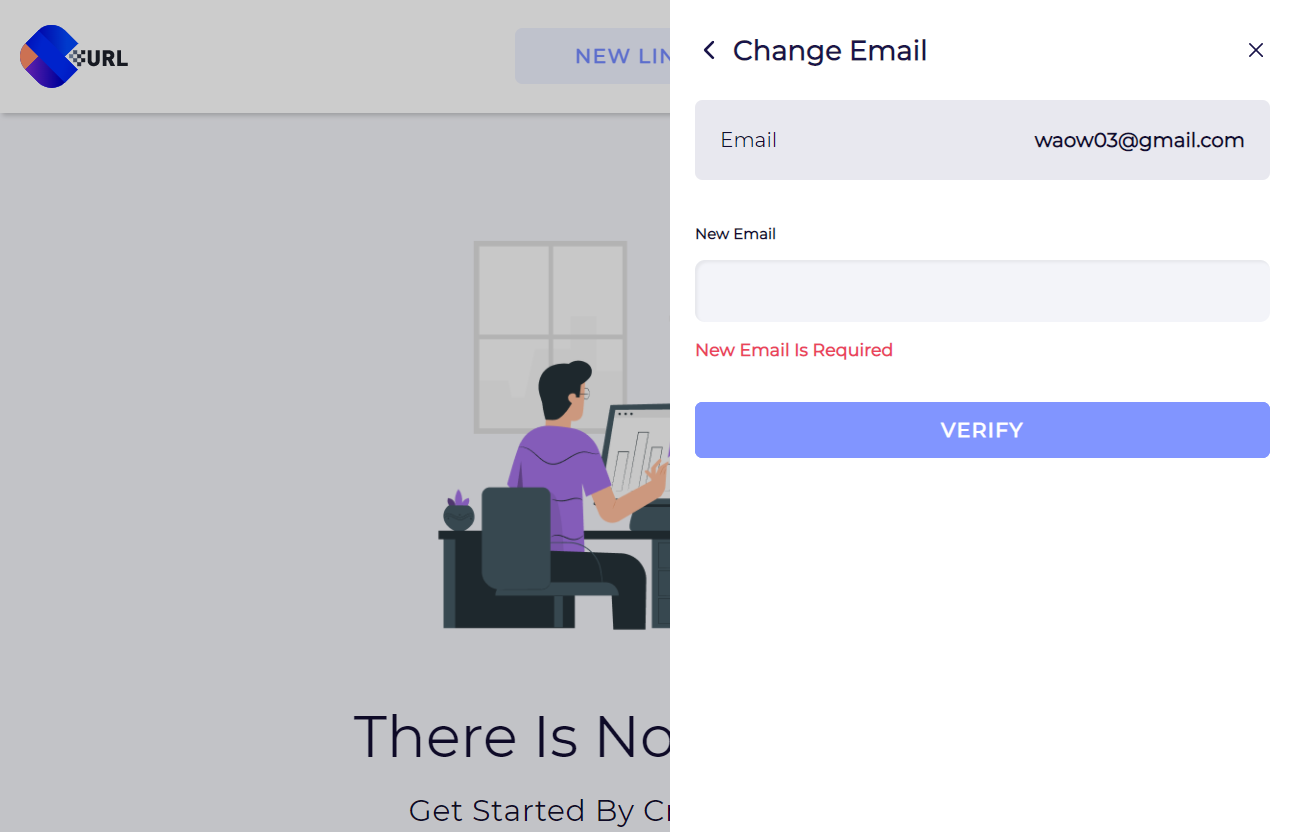 URL
NEW LIN
Change Email
Email waow03@gmail.com
New Email
New Email Is Required
VERIFY
There Is No
Get Started By Cr